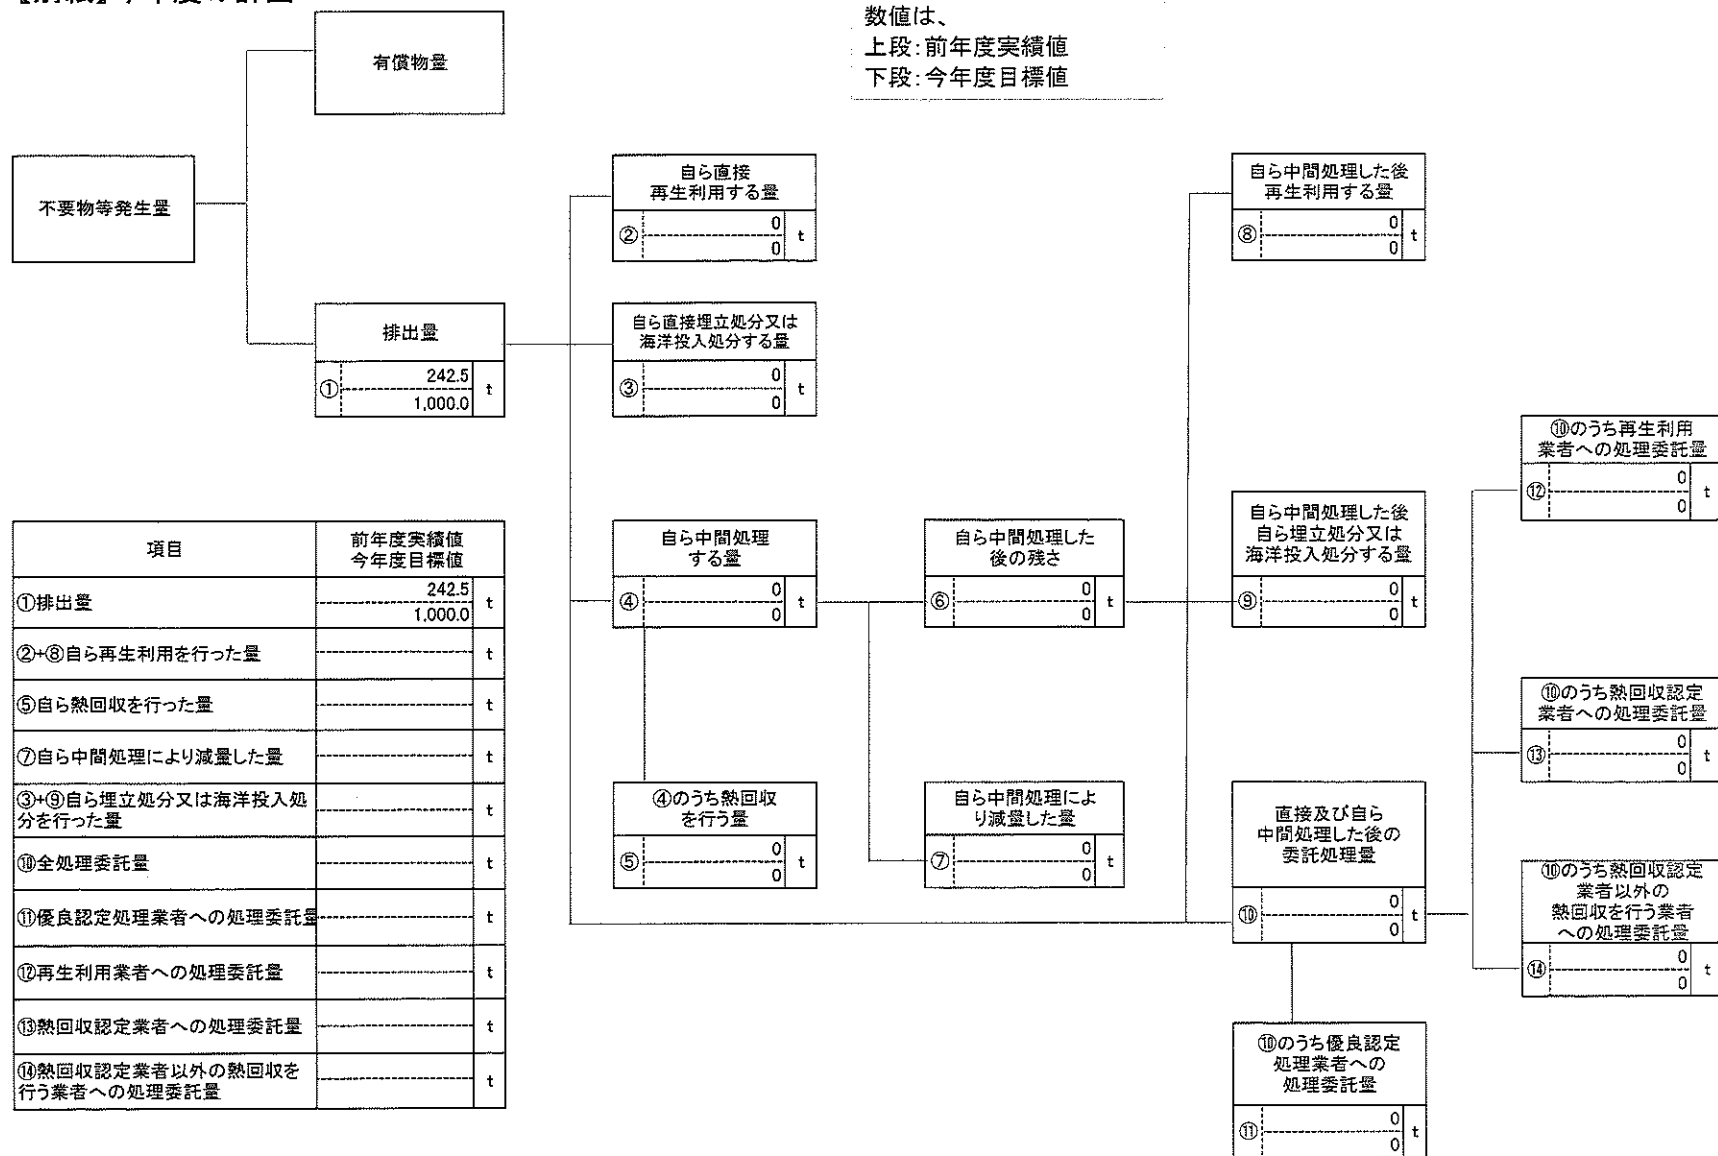 数値は、
上段：前年度実績値
下段：今年度目標値
有償物量
不要物等発生量
排出量
① 242.5 t
1,000.0
自ら直接
再生利用する量
② 0 t
0
自ら直接埋立処分又は
海洋投入処分する量
③ 0 t
0
自ら中間処理
する量
④ 0 t
0
④のうち熱回収
を行う量
⑤ 0 t
0
自ら中間処理した
後の残さ
⑥ 0 t
0
自ら中間処理によ
り減量した量
⑦ 0 t
0
自ら中間処理した後
再生利用する量
⑧ 0 t
0
自ら中間処理した後
自ら埋立処分又は
海洋投入処分する量
⑨ 0 t
0
直接及び自ら
中間処理した後の
委託処理量
⑩ 0 t
0
⑩のうち優良認定
処理業者への
処理委託量
⑪ 0 t
0
⑩のうち再生利用
業者への処理委託量
⑫ 0 t
0
⑩のうち熱回収認定
業者への処理委託量
⑬ 0 t
0
⑩のうち熱回収認定
業者以外の
熱回収を行う業者
への処理委託量
⑭ 0 t
0
項目
前年度実績値
今年度目標値
①排出量 242.5 t
1,000.0
②+⑧自ら再生利用を行った量 t
⑤自ら熱回収を行った量 t
⑦自ら中間処理により減量した量 t
③+⑨自ら埋立処分又は海洋投入処
分を行った量 t
⑩全処理委託量 t
⑪優良認定処理業者への処理委託量 t
⑫再生利用業者への処理委託量 t
⑬熱回収認定業者への処理委託量 t
⑭熱回収認定業者以外の熱回収を
行う業者への処理委託量 t